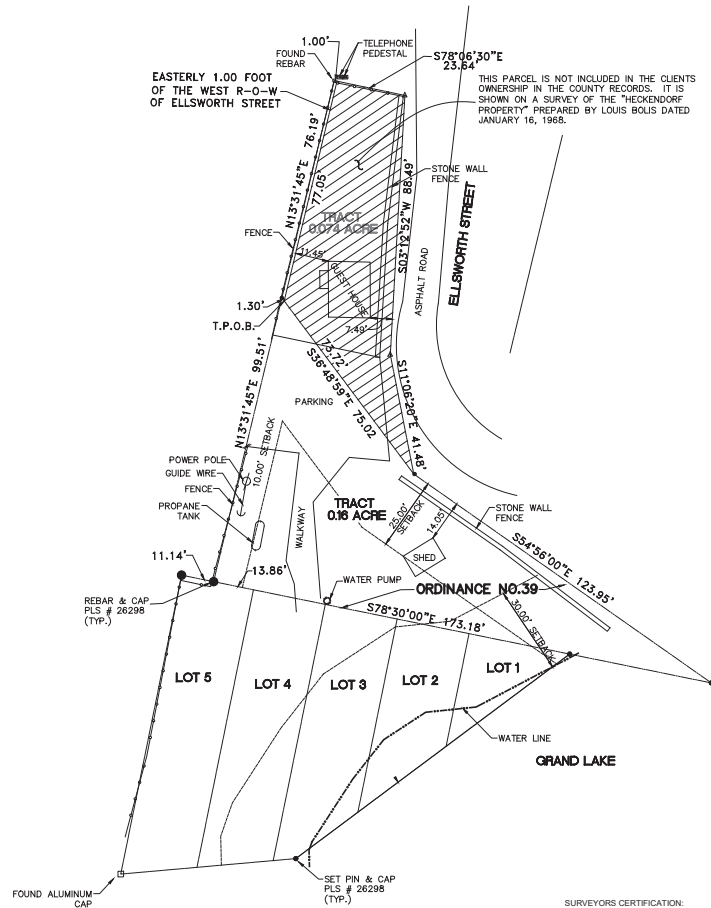 1.00'
TELEPHONE
PEDESTAL
FOUND
REBAR
S78°06'30"E
23.64'
EASTERLY 1.00 FOOT
OF THE WEST R-O-W
OF ELLSWORTH STREET
THIS PARCEL IS NOT INCLUDED IN THE CLIENTS
OWNERSHIP IN THE COUNTY RECORDS. IT IS
SHOWN ON A SURVEY OF THE "HECKENDORF
PROPERTY" PREPARED BY LOUIS BOLIS DATED
JANUARY 16, 1968.
N13°31'45"E 76.19'
77.05'
STONE WALL
FENCE
S03°12'52"W 88.49'
ELLSWORTH STREET
TRACT
0.074 ACRE
FENCE
11.45'
GUEST HOUSE
ASPHALT ROAD
1.30'
T.P.O.B.
7.49'
73.72'
S36°48'59"E 75.02
S11°06'20"E 41.48'
N13°31'45"E 99.51'
PARKING
10.00' SETBACK
POWER POLE
GUIDE WIRE
FENCE
PROPANE
TANK
WALKWAY
TRACT
0.16 ACRE
25.00'
SETBACK
14.05'
STONE WALL
FENCE
S54°56'00"E 123.95'
SHED
11.14'
13.86'
WATER PUMP
ORDINANCE NO.39
REBAR & CAP
PLS # 26298
(TYP.)
S78°30'00"E 173.18'
30.00' SETBACK
LOT 5
LOT 4
LOT 3
LOT 2
LOT 1
WATER LINE
GRAND LAKE
SET PIN & CAP
PLS # 26298
(TYP.)
FOUND ALUMINUM
CAP
SURVEYORS CERTIFICATION: